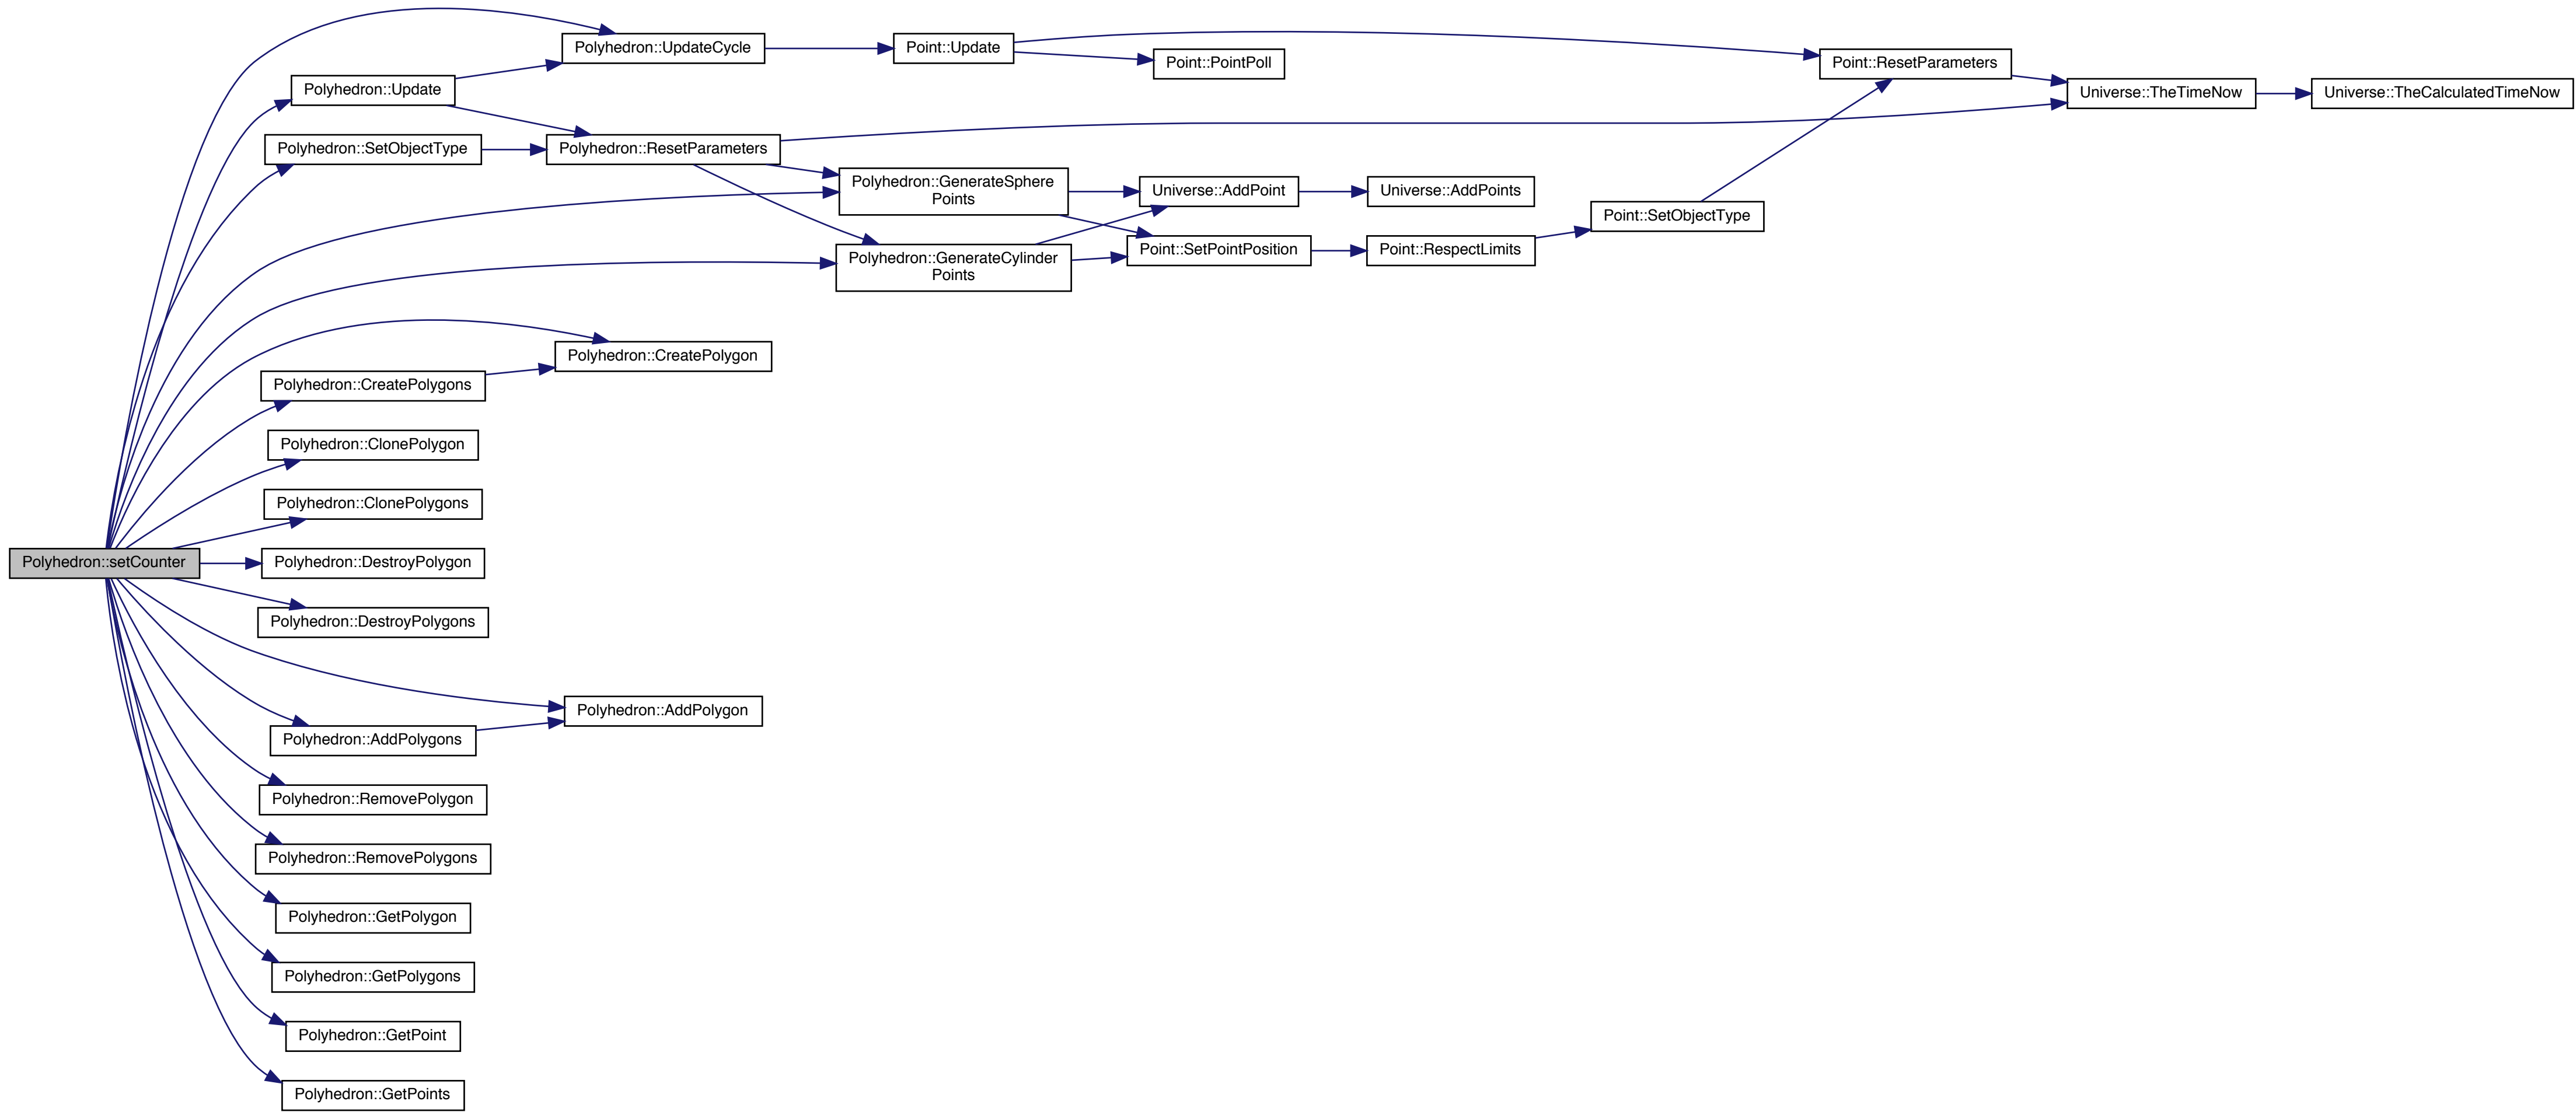 Polyhedron::UpdateCycle
Point::Update
Point::PointPoll
Point::ResetParameters
Polyhedron::Update
Universe::TheTimeNow
Universe::TheCalculatedTimeNow
Polyhedron::SetObjectType
Polyhedron::ResetParameters
Polyhedron::GenerateSphere
Points
Universe::AddPoint
Universe::AddPoints
Point::SetObjectType
Polyhedron::GenerateCylinder
Points
Point::SetPointPosition
Point::RespectLimits
Polyhedron::CreatePolygon
Polyhedron::CreatePolygons
Polyhedron::ClonePolygon
Polyhedron::ClonePolygons
Polyhedron::setCounter
Polyhedron::DestroyPolygon
Polyhedron::DestroyPolygons
Polyhedron::AddPolygon
Polyhedron::AddPolygons
Polyhedron::RemovePolygon
Polyhedron::RemovePolygons
Polyhedron::GetPolygon
Polyhedron::GetPolygons
Polyhedron::GetPoint
Polyhedron::GetPoints